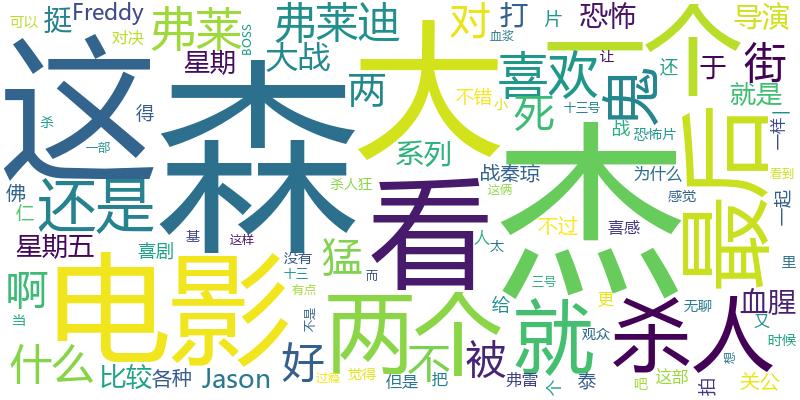 可以
挺
Freddy
对决
弗莱
BOSS
弗莱迪
大战
星期
对
打
片
血浆
恐怖
让
导演
还
于
街
这
森
大
一个
两
喜欢
不错
小
死
十三号
鬼
战
恐怖片
就是
一样
杀
得
一部
还是
佛
仁
杀人狂
系列
战秦琼
这俩
看
杰
为什么
感觉
最后
看到
一起
星期五
喜剧
基
这样
没有
十三
猛
而
人
太
不过
喜感
里
啊
电影
有点
不是
两个
三号
给
就
更
杀人
无聊
血腥
又
当
什么
比较
各种
Jason
好
过瘾
觉得
但是
不
把
被
弗雷
个
泰
观众
吧
这部
拍
想
关公
时候